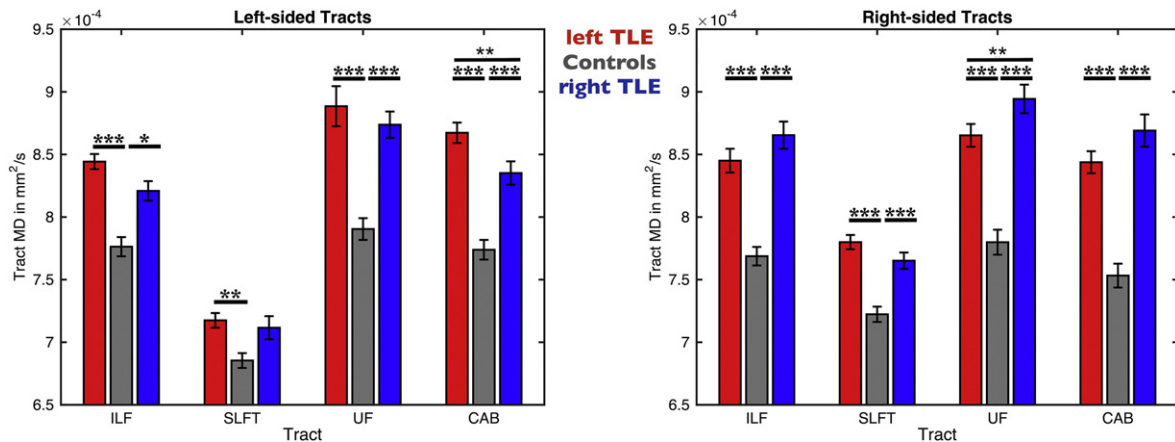 Left-sided Tracts
×10⁻⁴
9.5
9
8.5
8
7.5
7
6.5
Tract MD in mm²/s
*** *
**
*** ***
**
*** ***
ILF SLFT UF CAB
Tract
left TLE
Controls
right TLE
Right-sided Tracts
×10⁻⁴
9.5
9
8.5
8
7.5
7
6.5
Tract MD in mm²/s
*** ***
*** ***
**
*** ***
*** ***
ILF SLFT UF CAB
Tract